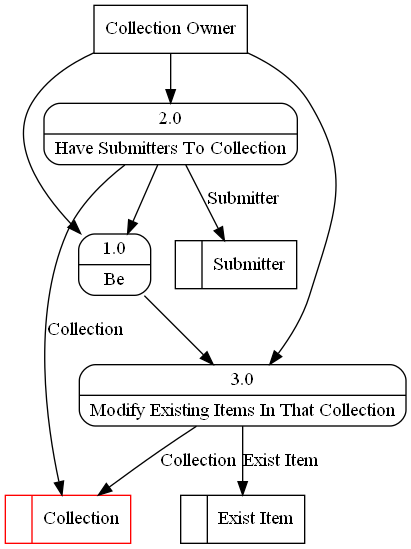 Collection Owner
2.0
Have Submitters To Collection
Submitter
1.0
Be
Submitter
Collection
3.0
Modify Existing Items In That Collection
Collection
Exist Item
Collection
Exist Item